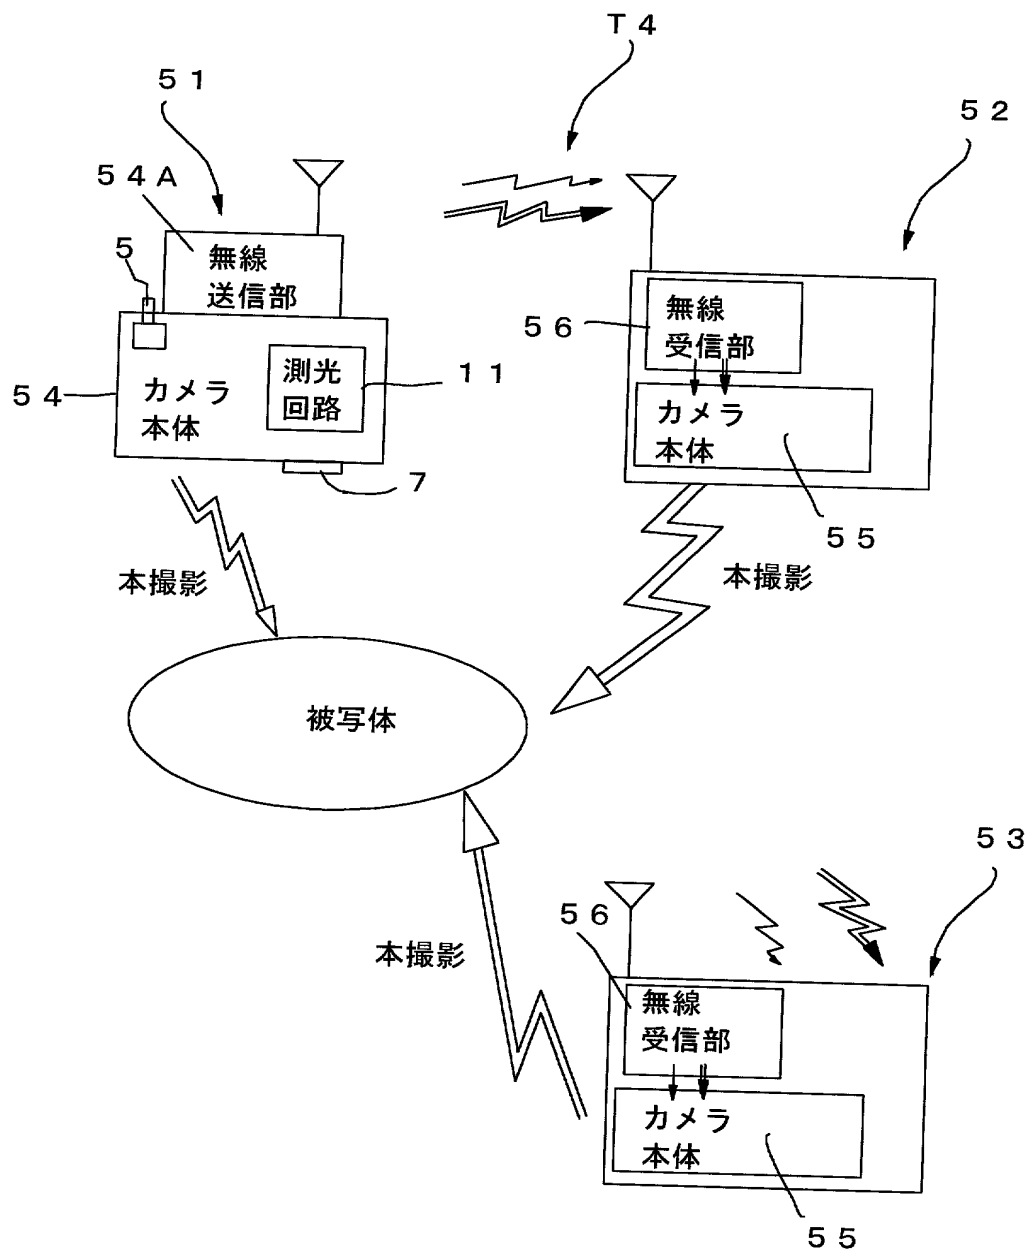 Ｔ４
５１
５２
５４Ａ
５
無線
送信部
無線
受信部
５６
測光
回路
１１
５４
カメラ
本体
カメラ
本体
７
５５
本撮影
本撮影
被写体
５３
５６
本撮影
無線
受信部
カメラ
本体
５５